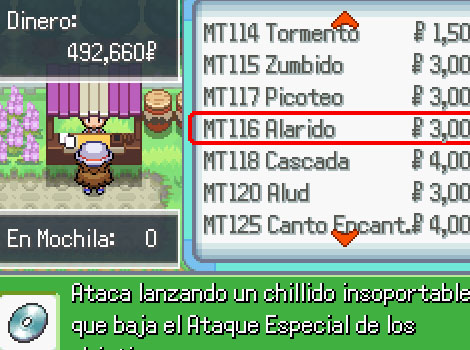 Dinero:
492,660₽
MT114 Tormento ₽ 1,50
MT115 Zumbido ₽ 3,00
MT117 Picoteo ₽ 3,00
MT116 Alarido ₽ 3,00
MT118 Cascada ₽ 4,00
MT120 Alud ₽ 3,00
MT125 Canto Encant.₽ 4,00
En Mochila: 0
Ataca lanzando un chillido insoportable
que baja el Ataque Especial de los